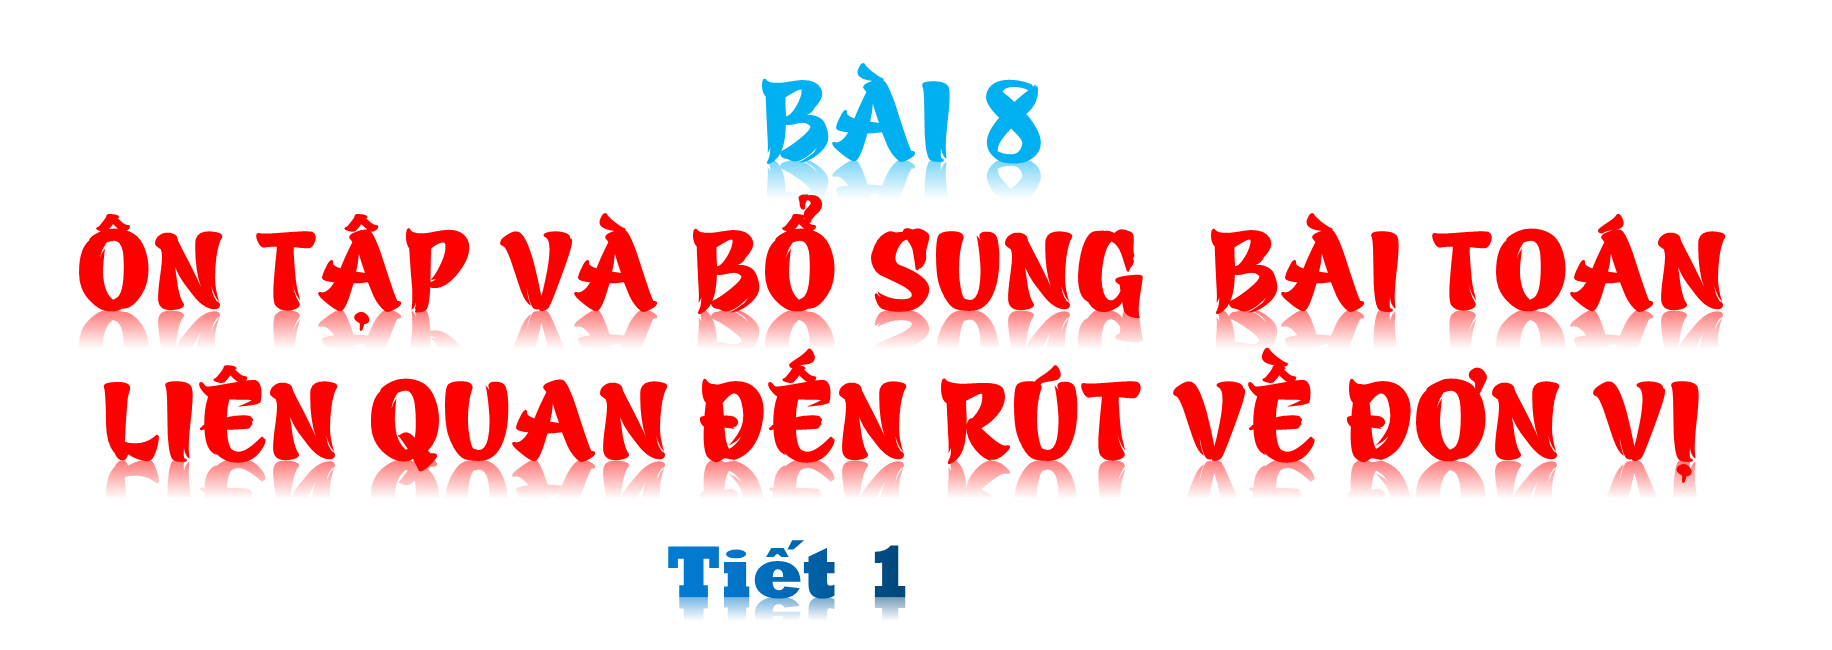 BÀI 8
ÔN TẬP VÀ BỔ SUNG BÀI TOÁN
LIÊN QUAN ĐẾN RÚT VỀ ĐƠN VỊ
Tiết 1